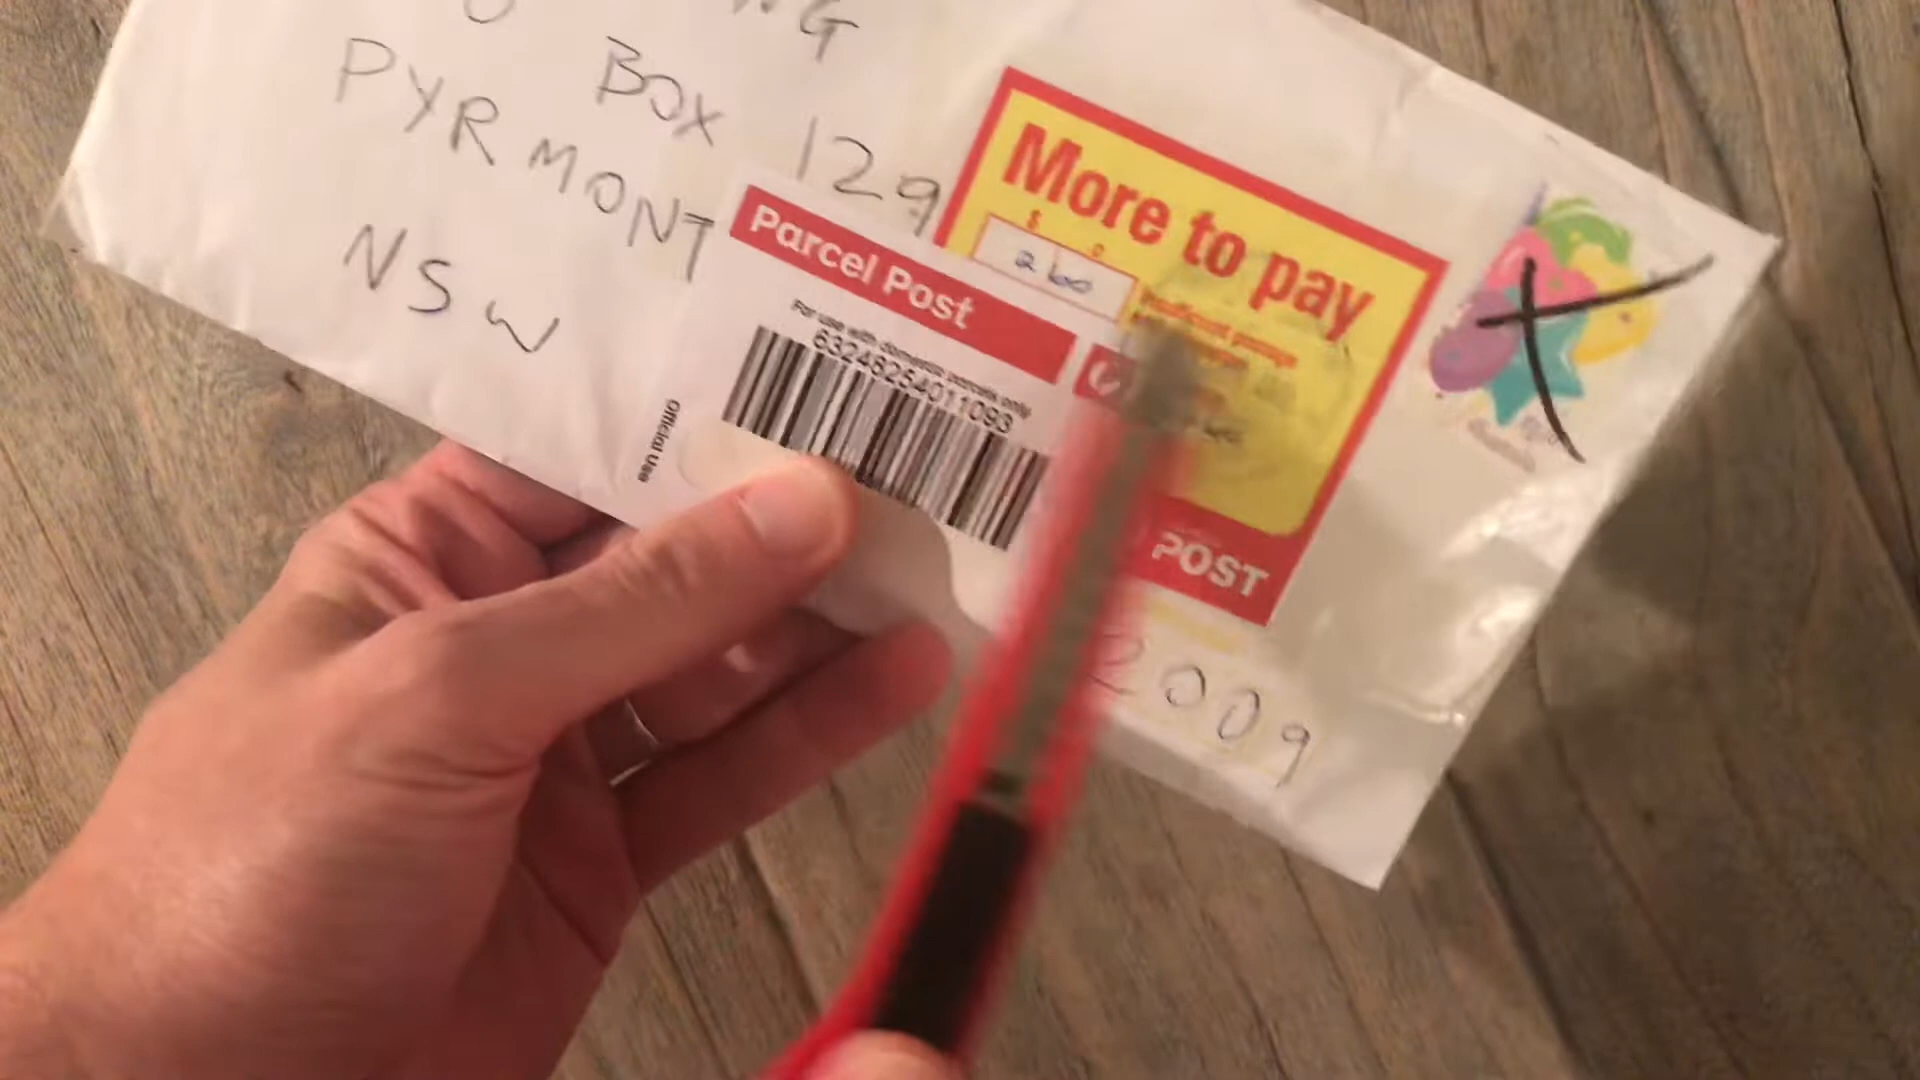 BOX 129
PYRMONT
NSW
2009
More to pay
$ c
2 60
Parcel Post
For use with domestic parcels only
63248254011093
Official Use
POST